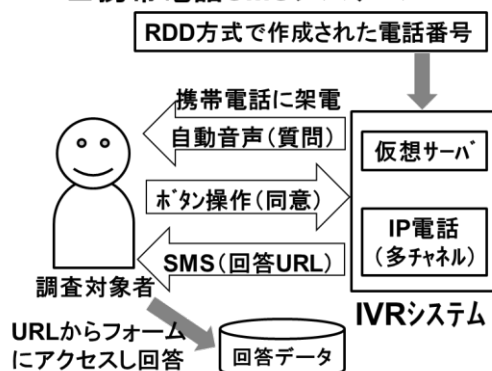 RDD方式で作成された電話番号
携帯電話に架電
自動音声(質問)
仮想サーバ
ボタン操作(同意)
IP電話
(多チャネル)
SMS(回答URL)
調査対象者
IVRシステム
URLからフォーム
にアクセスし回答
回答データ